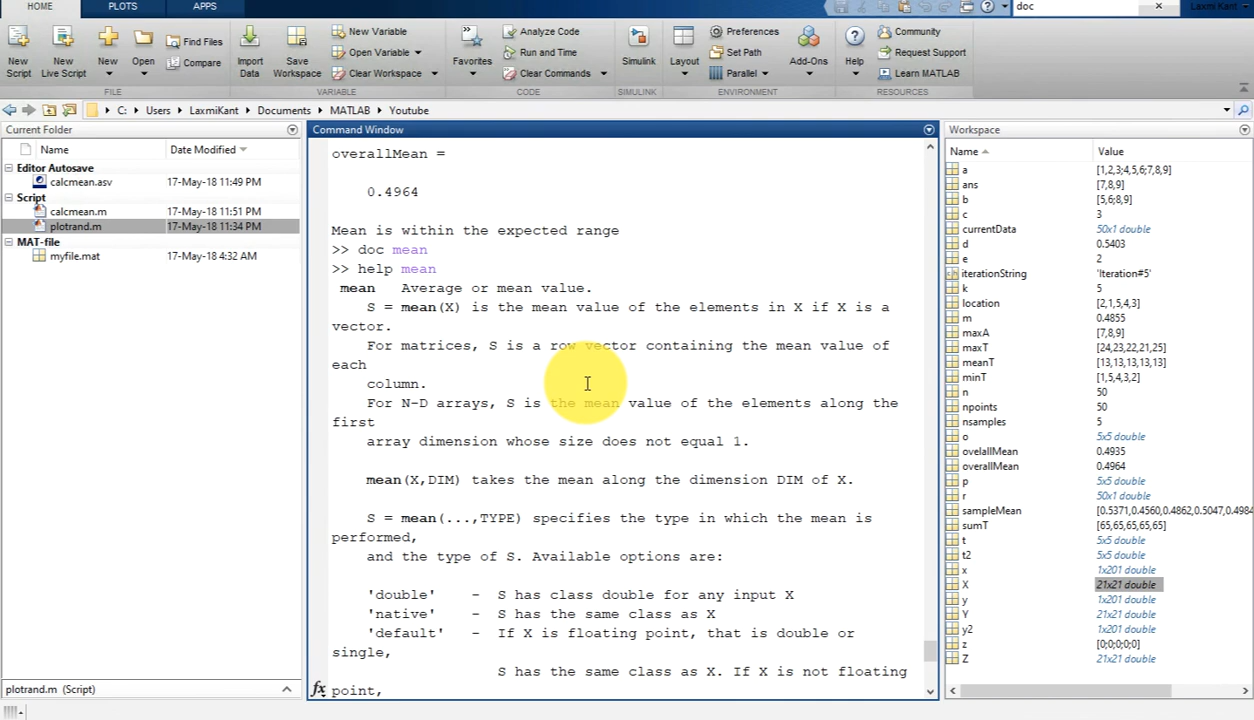 HOME PLOTS APPS doc Laxmi Kant
New Script
New Live Script
New
Open
Find Files
Compare
Import Data
Save Workspace
New Variable
Open Variable
Clear Workspace
Favorites
Analyze Code
Run and Time
Clear Commands
Simulink
Layout
Preferences
Set Path
Parallel
Add-Ons
Help
Community
Request Support
Learn MATLAB
FILE VARIABLE CODE SIMULINK ENVIRONMENT RESOURCES
C: Users LaxmiKant Documents MATLAB Youtube
Current Folder
Name Date Modified
Editor Autosave
calcmean.asv 17-May-18 11:49 PM
Script
calcmean.m 17-May-18 11:51 PM
plotrand.m 17-May-18 11:34 PM
MAT-file
myfile.mat 17-May-18 4:32 AM
plotrand.m (Script)
Command Window
overallMean =
0.4964
Mean is within the expected range
>> doc mean
>> help mean
mean Average or mean value.
S = mean(X) is the mean value of the elements in X if X is a
vector.
For matrices, S is a row vector containing the mean value of
each
column.
For N-D arrays, S is the mean value of the elements along the
first
array dimension whose size does not equal 1.
mean(X,DIM) takes the mean along the dimension DIM of X.
S = mean(...,TYPE) specifies the type in which the mean is
performed,
and the type of S. Available options are:
'double' - S has class double for any input X
'native' - S has the same class as X
'default' - If X is floating point, that is double or
single,
S has the same class as X. If X is not floating
point,
fx
Workspace
Name Value
a [1,2,3;4,5,6;7,8,9]
ans [7,8,9]
b [5,6;8,9]
c 3
currentData 50x1 double
d 0.5403
e 2
iterationString 'Iteration#5'
k 5
location [2,1,5,4,3]
m 0.4855
maxA [7,8,9]
maxT [24,23,22,21,25]
meanT [13,13,13,13,13]
minT [1,5,4,3,2]
n 50
npoints 50
nsamples 5
o 5x5 double
ovelallMean 0.4935
overallMean 0.4964
p 5x5 double
r 50x1 double
sampleMean [0.5371,0.4560,0.4862,0.5047,0.4984
sumT [65,65,65,65,65]
t 5x5 double
t2 5x5 double
x 1x201 double
X 21x21 double
y 1x201 double
Y 21x21 double
y2 1x201 double
z [0;0;0;0;0]
Z 21x21 double